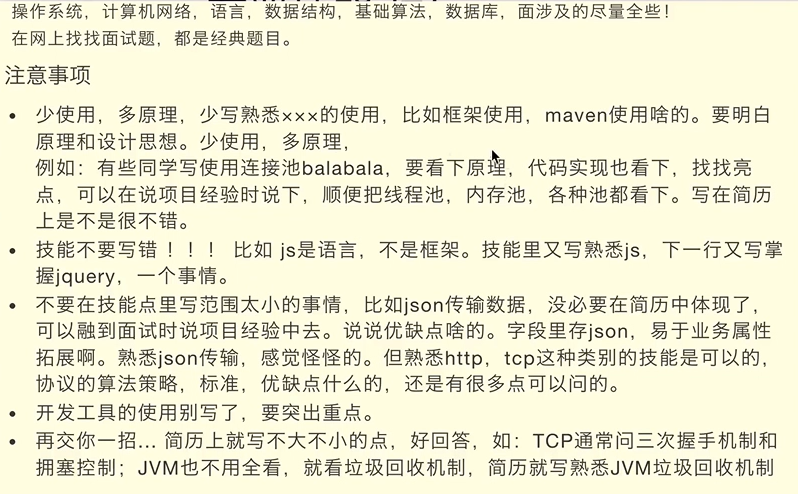 操作系统，计算机网络，语言，数据结构，基础算法，数据库，面涉及的尽量全些！
在网上找找面试题，都是经典题目。
注意事项
• 少使用，多原理，少写熟悉×××的使用，比如框架使用，maven使用啥的。要明白
原理和设计思想。少使用，多原理，
例如：有些同学写使用连接池balabala，要看下原理，代码实现也看下，找找亮
点，可以在说项目经验时说下，顺便把线程池，内存池，各种池都看下。写在简历
上是不是很不错。
• 技能不要写错 ！！！ 比如 js是语言，不是框架。技能里又写熟悉js，下一行又写掌
握jquery，一个事情。
• 不要在技能点里写范围太小的事情，比如json传输数据，没必要在简历中体现了，
可以融到面试时说项目经验中去。说说优缺点啥的。字段里存json，易于业务属性
拓展啊。熟悉json传输，感觉怪怪的。但熟悉http，tcp这种类别的技能是可以的，
协议的算法策略，标准，优缺点什么的，还是有很多点可以问的。
• 开发工具的使用别写了，要突出重点。
• 再交你一招... 简历上就写不大不小的点，好回答，如：TCP通常问三次握手机制和
拥塞控制；JVM也不用全看，就看垃圾回收机制，简历就写熟悉JVM垃圾回收机制